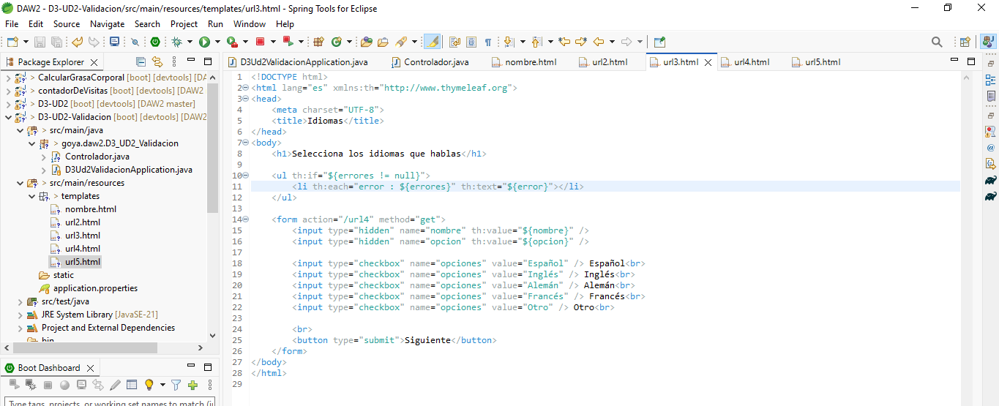 DAW2 - D3-UD2-Validacion/src/main/resources/templates/url3.html - Spring Tools for Eclipse
File Edit Source Navigate Search Project Run Window Help
Package Explorer
D3Ud2ValidacionApplication.java Controlador.java nombre.html url2.html url3.html url4.html url5.html
> CalcularGrasaCorporal [boot] [devtools] [DA
> contadorDeVisitas [boot] [devtools] [DAW2
> D3-UD2 [boot] [devtools] [DAW2 master]
> D3-UD2-Validacion [boot] [devtools] [DAW2
> src/main/java
> goya.daw2.D3_UD2_Validacion
Controlador.java
D3Ud2ValidacionApplication.java
> src/main/resources
> templates
nombre.html
url2.html
url3.html
url4.html
url5.html
static
application.properties
src/test/java
JRE System Library [JavaSE-21]
Project and External Dependencies
bin
Boot Dashboard
Type tags, projects, or working set names to match (i
1 <!DOCTYPE html>
2 <html lang="es" xmlns:th="http://www.thymeleaf.org">
3 <head>
4 <meta charset="UTF-8">
5 <title>Idiomas</title>
6 </head>
7 <body>
8 <h1>Selecciona los idiomas que hablas</h1>
9
10 <ul th:if="${errores != null}">
11 <li th:each="error : ${errores}" th:text="${error}"></li>
12 </ul>
13
14 <form action="/url4" method="get">
15 <input type="hidden" name="nombre" th:value="${nombre}" />
16 <input type="hidden" name="opcion" th:value="${opcion}" />
17
18 <input type="checkbox" name="opciones" value="Español" /> Español<br>
19 <input type="checkbox" name="opciones" value="Inglés" /> Inglés<br>
20 <input type="checkbox" name="opciones" value="Alemán" /> Alemán<br>
21 <input type="checkbox" name="opciones" value="Francés" /> Francés<br>
22 <input type="checkbox" name="opciones" value="Otro" /> Otro<br>
23
24 <br>
25 <button type="submit">Siguiente</button>
26 </form>
27 </body>
28 </html>
29